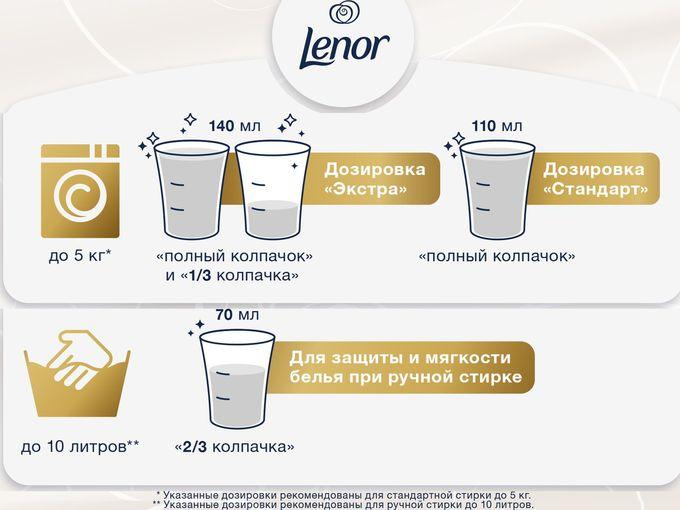 Lenor
140 мл
110 мл
Дозировка
«Экстра»
Дозировка
«Стандарт»
до 5 кг*
«полный колпачок»
и «1/3 колпачка»
«полный колпачок»
70 мл
Для защиты и мягкости
белья при ручной стирке
до 10 литров**
«2/3 колпачка»
* Указанные дозировки рекомендованы для стандартной стирки до 5 кг.
** Указанные дозировки рекомендованы для ручной стирки до 10 литров.